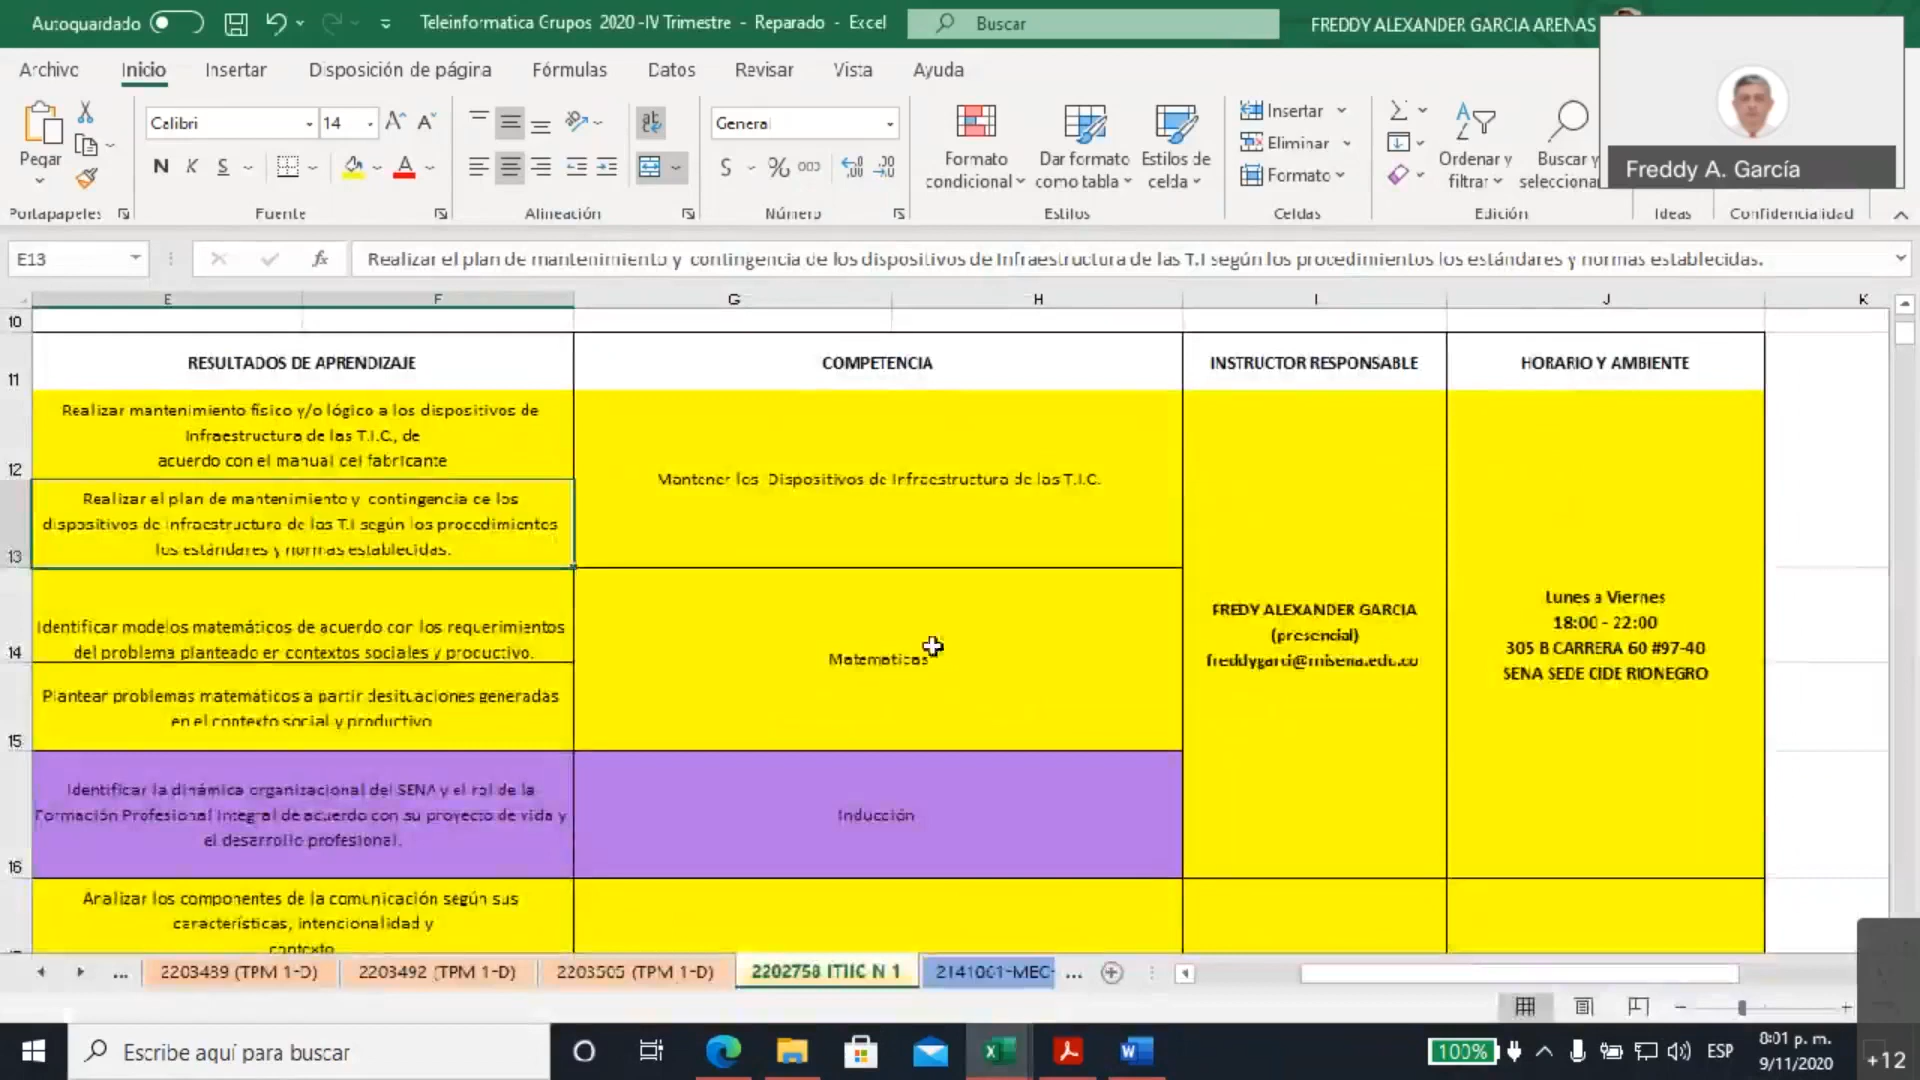 Autoguardado
Teleinformatica Grupos 2020 -IV Trimestre - Reparado - Excel
Buscar
FREDDY ALEXANDER GARCIA ARENAS
Archivo Inicio Insertar Disposición de página Fórmulas Datos Revisar Vista Ayuda
Freddy A. García
Pegar
Calibri 14
N K S
General
$ % 000
Formato condicional
Dar formato como tabla
Estilos de celda
Insertar
Eliminar
Formato
Ordenar y filtrar
Buscar y
Portapapeles Fuente Alineación Número Estilos Celdas Edición Ideas Confidencialidad
E13
fx
Realizar el plan de mantenimiento y contingencia de los dispositivos de Infraestructura de las T.I según los procedimientos los estándares y normas establecidas.
E F G H I J K
10
11
RESULTADOS DE APRENDIZAJE
COMPETENCIA
INSTRUCTOR RESPONSABLE
HORARIO Y AMBIENTE
12
Realizar mantenimiento físico y/o lógico a los dispositivos de
Infraestructura de las T.I.C., de
acuerdo con el manual del fabricante
Mantener los Dispositivos de Infraestructura de las T.I.C.
13
Realizar el plan de mantenimiento y contingencia de los
dispositivos de Infraestructura de las T.I según los procedimientos
los estándares y normas establecidas.
14
Identificar modelos matemáticos de acuerdo con los requerimientos
del problema planteado en contextos sociales y productivo.
Matematicas
15
Plantear problemas matemáticos a partir desituaciones generadas
en el contexto social y productivo
FREDY ALEXANDER GARCIA
(presencial)
freddygarci@misena.edu.co
Lunes a Viernes
18:00 - 22:00
305 B CARRERA 60 #97-40
SENA SEDE CIDE RIONEGRO
16
Identificar la dinámica organizacional del SENA y el rol de la
Formación Profesional Integral de acuerdo con su proyecto de vida y
el desarrollo profesional.
Inducción
Analizar los componentes de la comunicación según sus
características, intencionalidad y
contexto
... 2203489 (TPM 1-D) 2203492 (TPM 1-D) 2203505 (TPM 1-D) 2202758 ITIIC N 1 2141061-MEC- ...
Escribe aquí para buscar
100%
ESP
8:01 p. m.
9/11/2020
+12